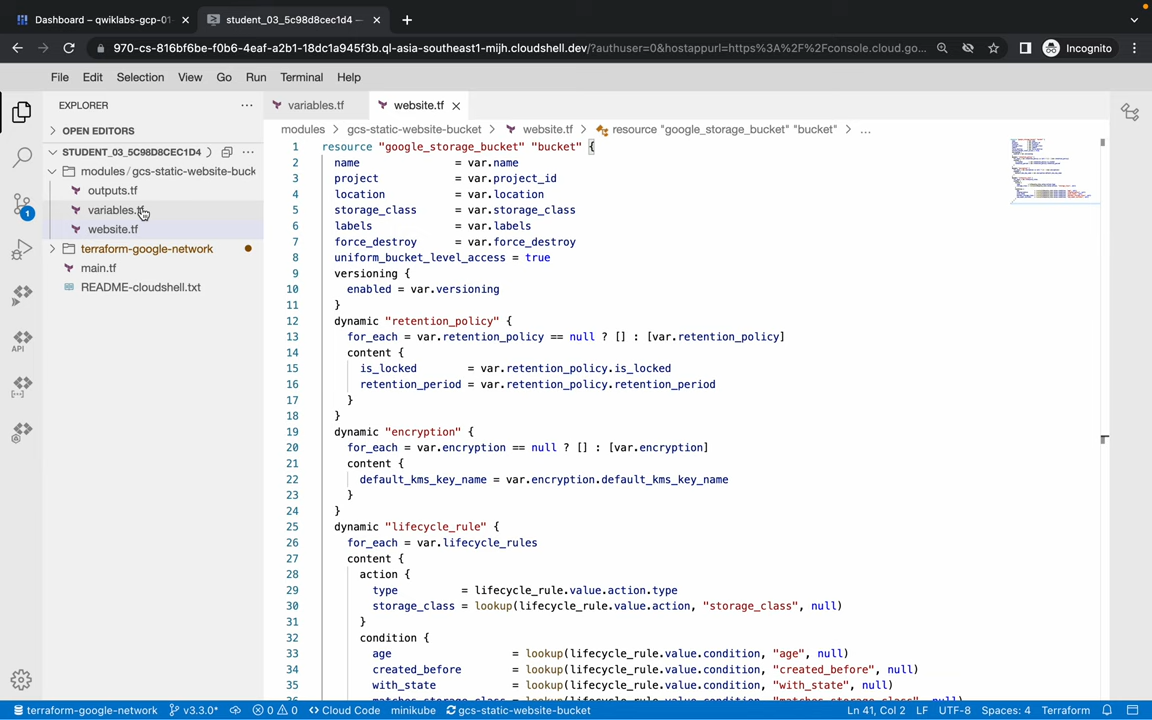 Dashboard – qwiklabs-gcp-01-
student_03_5c98d8cec1d4 –
970-cs-816bf6be-f0b6-4eaf-a2b1-18dc1a945f3b.ql-asia-southeast1-mijh.cloudshell.dev/?authuser=0&hostappurl=https%3A%2F%2Fconsole.cloud.go...
Incognito
File Edit Selection View Go Run Terminal Help
EXPLORER
variables.tf
website.tf
OPEN EDITORS
modules > gcs-static-website-bucket > website.tf > resource "google_storage_bucket" "bucket" > ...
STUDENT_03_5C98D8CEC1D4
modules / gcs-static-website-buck
outputs.tf
variables.tf
website.tf
terraform-google-network
main.tf
README-cloudshell.txt
API
1
1 resource "google_storage_bucket" "bucket" {
2 name = var.name
3 project = var.project_id
4 location = var.location
5 storage_class = var.storage_class
6 labels = var.labels
7 force_destroy = var.force_destroy
8 uniform_bucket_level_access = true
9 versioning {
10 enabled = var.versioning
11 }
12 dynamic "retention_policy" {
13 for_each = var.retention_policy == null ? [] : [var.retention_policy]
14 content {
15 is_locked = var.retention_policy.is_locked
16 retention_period = var.retention_policy.retention_period
17 }
18 }
19 dynamic "encryption" {
20 for_each = var.encryption == null ? [] : [var.encryption]
21 content {
22 default_kms_key_name = var.encryption.default_kms_key_name
23 }
24 }
25 dynamic "lifecycle_rule" {
26 for_each = var.lifecycle_rules
27 content {
28 action {
29 type = lifecycle_rule.value.action.type
30 storage_class = lookup(lifecycle_rule.value.action, "storage_class", null)
31 }
32 condition {
33 age = lookup(lifecycle_rule.value.condition, "age", null)
34 created_before = lookup(lifecycle_rule.value.condition, "created_before", null)
35 with_state = lookup(lifecycle_rule.value.condition, "with_state", null)
terraform-google-network v3.3.0* 0 0 Cloud Code minikube gcs-static-website-bucket Ln 41, Col 2 LF UTF-8 Spaces: 4 Terraform